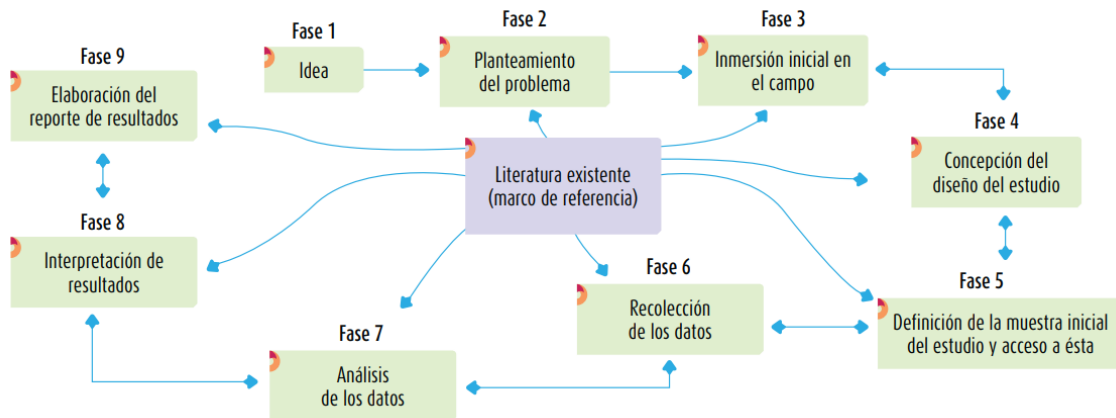 Fase 1
Idea
Fase 2
Planteamiento
del problema
Fase 3
Inmersión inicial en
el campo
Fase 4
Concepción del
diseño del estudio
Fase 5
Definición de la muestra inicial
del estudio y acceso a ésta
Fase 6
Recolección
de los datos
Fase 7
Análisis
de los datos
Fase 8
Interpretación de
resultados
Fase 9
Elaboración del
reporte de resultados
Literatura existente
(marco de referencia)